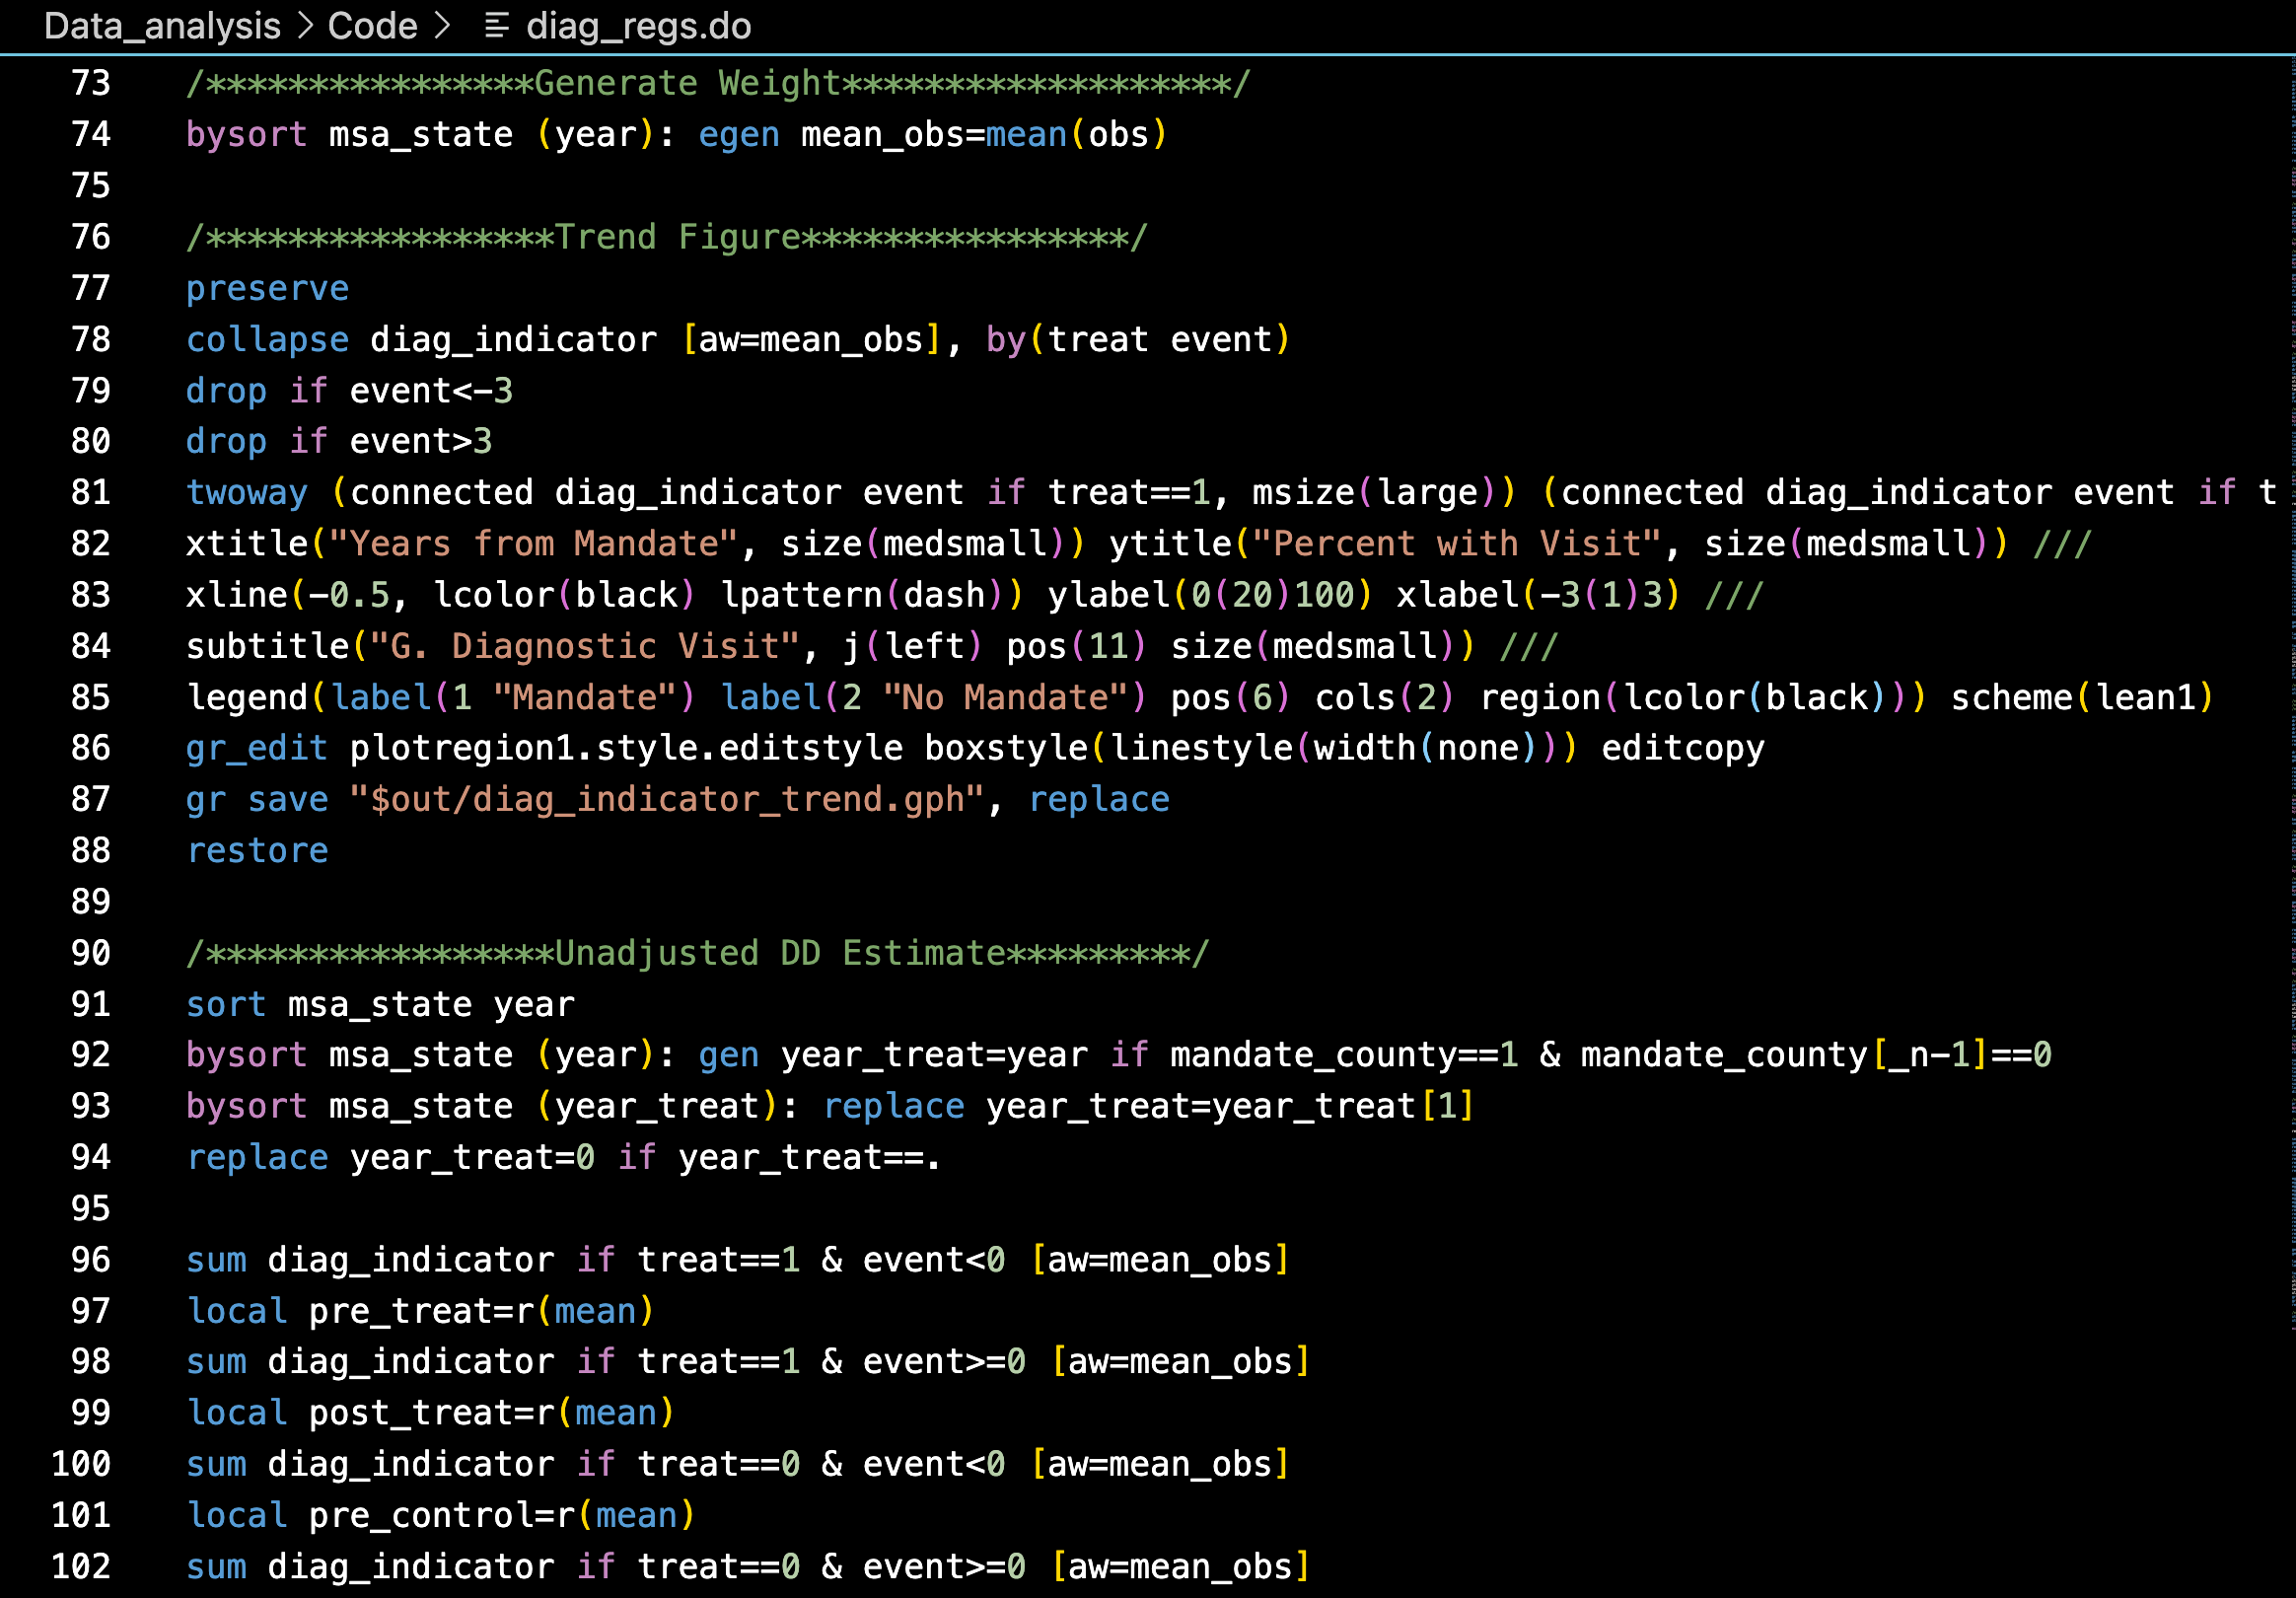 Data_analysis > Code > diag_regs.do
73 /****************Generate Weight*******************/
74 bysort msa_state (year): egen mean_obs=mean(obs)
75
76 /*****************Trend Figure****************/
77 preserve
78 collapse diag_indicator [aw=mean_obs], by(treat event)
79 drop if event<-3
80 drop if event>3
81 twoway (connected diag_indicator event if treat==1, msize(large)) (connected diag_indicator event if t
82 xtitle("Years from Mandate", size(medsmall)) ytitle("Percent with Visit", size(medsmall)) ///
83 xline(-0.5, lcolor(black) lpattern(dash)) ylabel(0(20)100) xlabel(-3(1)3) ///
84 subtitle("G. Diagnostic Visit", j(left) pos(11) size(medsmall)) ///
85 legend(label(1 "Mandate") label(2 "No Mandate") pos(6) cols(2) region(lcolor(black))) scheme(lean1)
86 gr_edit plotregion1.style.editstyle boxstyle(linestyle(width(none))) editcopy
87 gr save "$out/diag_indicator_trend.gph", replace
88 restore
89
90 /*****************Unadjusted DD Estimate*********/
91 sort msa_state year
92 bysort msa_state (year): gen year_treat=year if mandate_county==1 & mandate_county[_n-1]==0
93 bysort msa_state (year_treat): replace year_treat=year_treat[1]
94 replace year_treat=0 if year_treat==.
95
96 sum diag_indicator if treat==1 & event<0 [aw=mean_obs]
97 local pre_treat=r(mean)
98 sum diag_indicator if treat==1 & event>=0 [aw=mean_obs]
99 local post_treat=r(mean)
100 sum diag_indicator if treat==0 & event<0 [aw=mean_obs]
101 local pre_control=r(mean)
102 sum diag_indicator if treat==0 & event>=0 [aw=mean_obs]